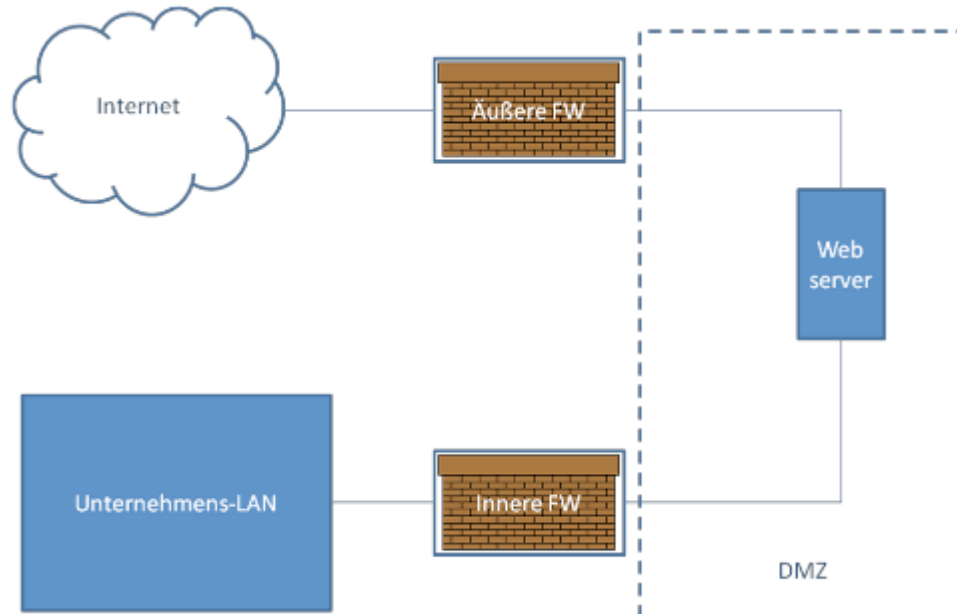 Internet
Äußere FW
Web
server
Unternehmens-LAN
Innere FW
DMZ